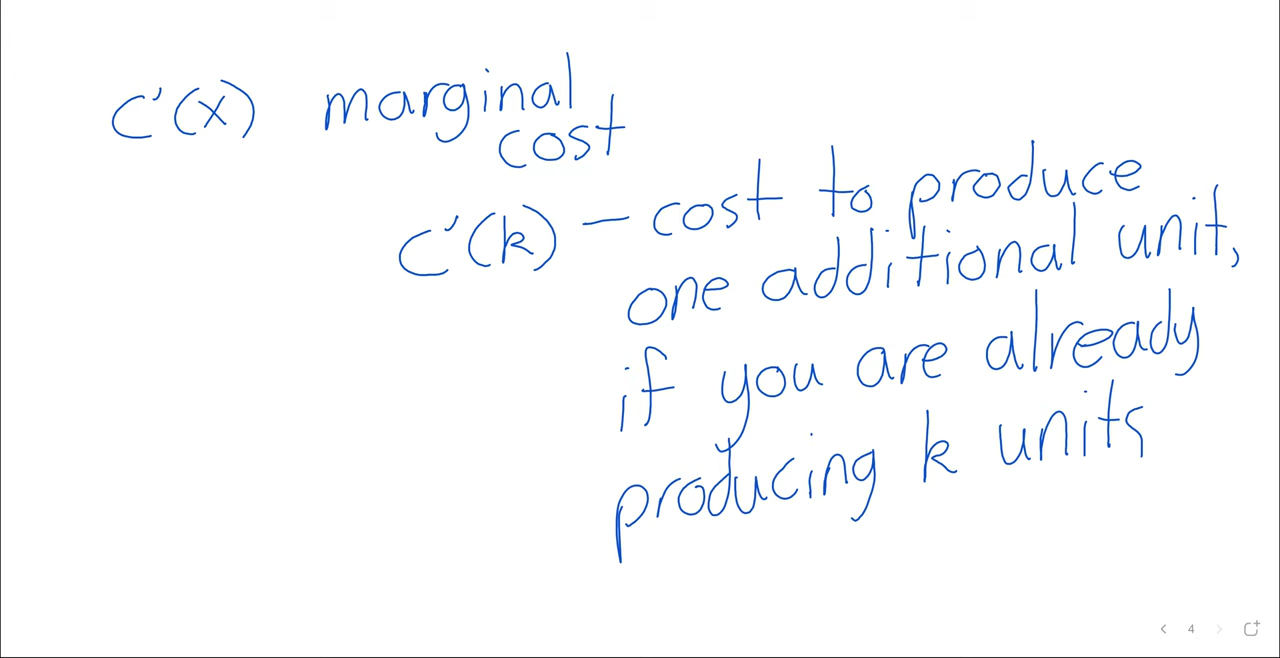 C'(x) marginal
cost
C'(k) – cost to produce
one additional unit,
if you are already
producing k units
4